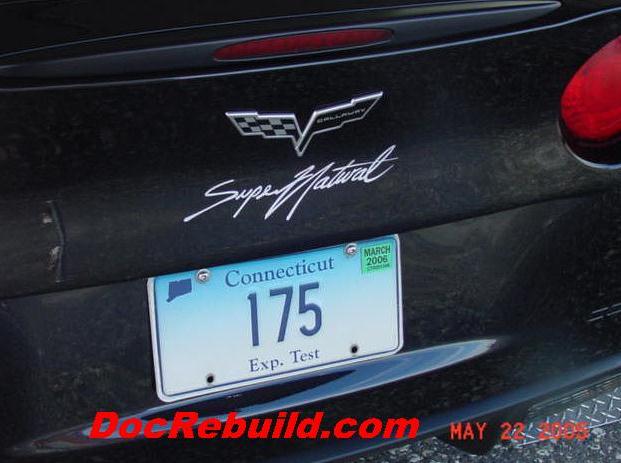 CALLAWAY
SuperNatural
MARCH
2006
Connecticut
175
Exp. Test
DocRebuild.com
MAY 22 2005